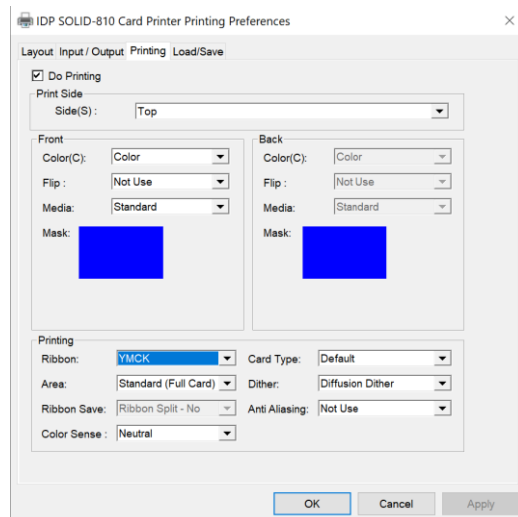 IDP SOLID-810 Card Printer Printing Preferences
Layout Input / Output Printing Load/Save
Do Printing
Print Side
Side(S) : Top
Front
Color(C): Color
Flip : Not Use
Media: Standard
Mask:
Back
Color(C): Color
Flip : Not Use
Media: Standard
Mask:
Printing
Ribbon: YMCK Card Type: Default
Area: Standard (Full Card) Dither: Diffusion Dither
Ribbon Save: Ribbon Split - No Anti Aliasing: Not Use
Color Sense : Neutral
OK Cancel Apply